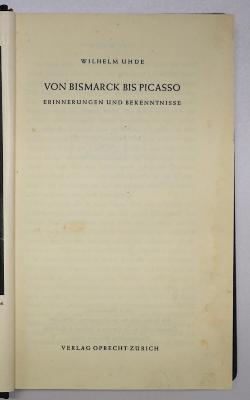 WILHELM UHDE
VON BISMARCK BIS PICASSO
ERINNERUNGEN UND BEKENNTNISSE
VERLAG OPRECHT ZÜRICH